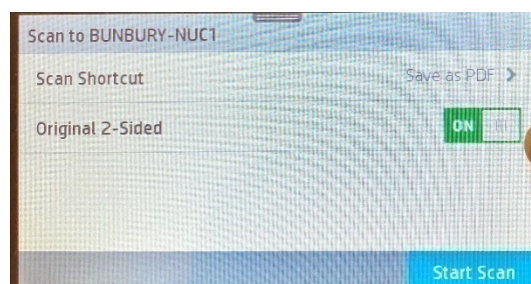 Scan to BUNBURY-NUC1
Scan Shortcut Save as PDF
Original 2-Sided ON
Start Scan